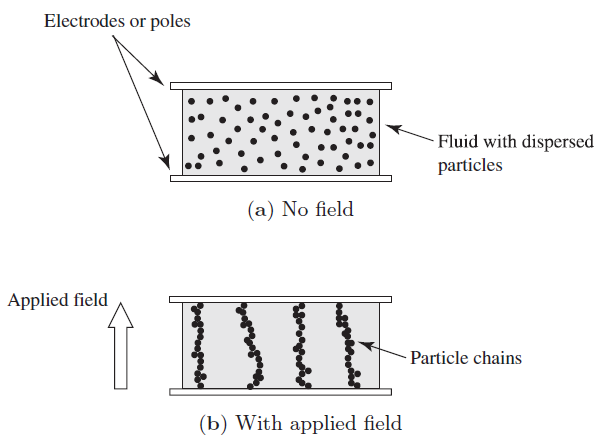 Electrodes or poles
Fluid with dispersed
particles
(a) No field
Applied field
Particle chains
(b) With applied field